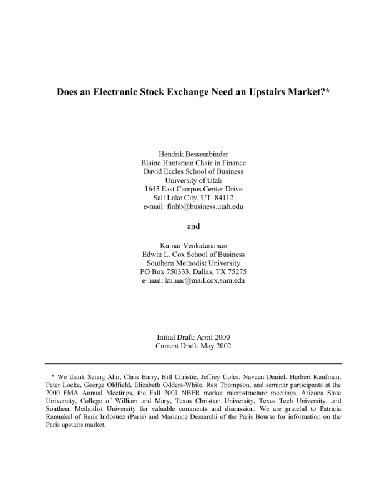 Does an Electronic Stock Exchange Need an Upstairs Market?*
Hendrik Bessembinder
Blaine Huntsman Chair in Finance
David Eccles School of Business
University of Utah
1645 East Campus Center Drive
Salt Lake City, UT 84112
e-mail: finhb@business.utah.edu
and
Kumar Venkataraman
Edwin L. Cox School of Business
Southern Methodist University
PO Box 750333, Dallas, TX 75275
e-mail: kumar@mail.cox.smu.edu
Initial Draft: April 2000
Current Draft: May 2002
* We thank Seung Ahn, Chris Barry, Bill Christie, Jeffrey Coles, Naveen Daniel, Herbert Kaufman,
Peter Locke, George Oldfield, Elizabeth Odders-White, Rex Thompson, and seminar participants at the
2000 FMA Annual Meetings, the Fall 2001 NBER market microstructure meetings, Arizona State
University, College of William and Mary, Texas Christian University, Texas Tech University, and
Southern Methodist University for valuable comments and discussion. We are grateful to Patricia
of Bank Indosuez (Paris) and Marianne Demarchi of the Paris Bourse for information on the
Paris upstairs market.